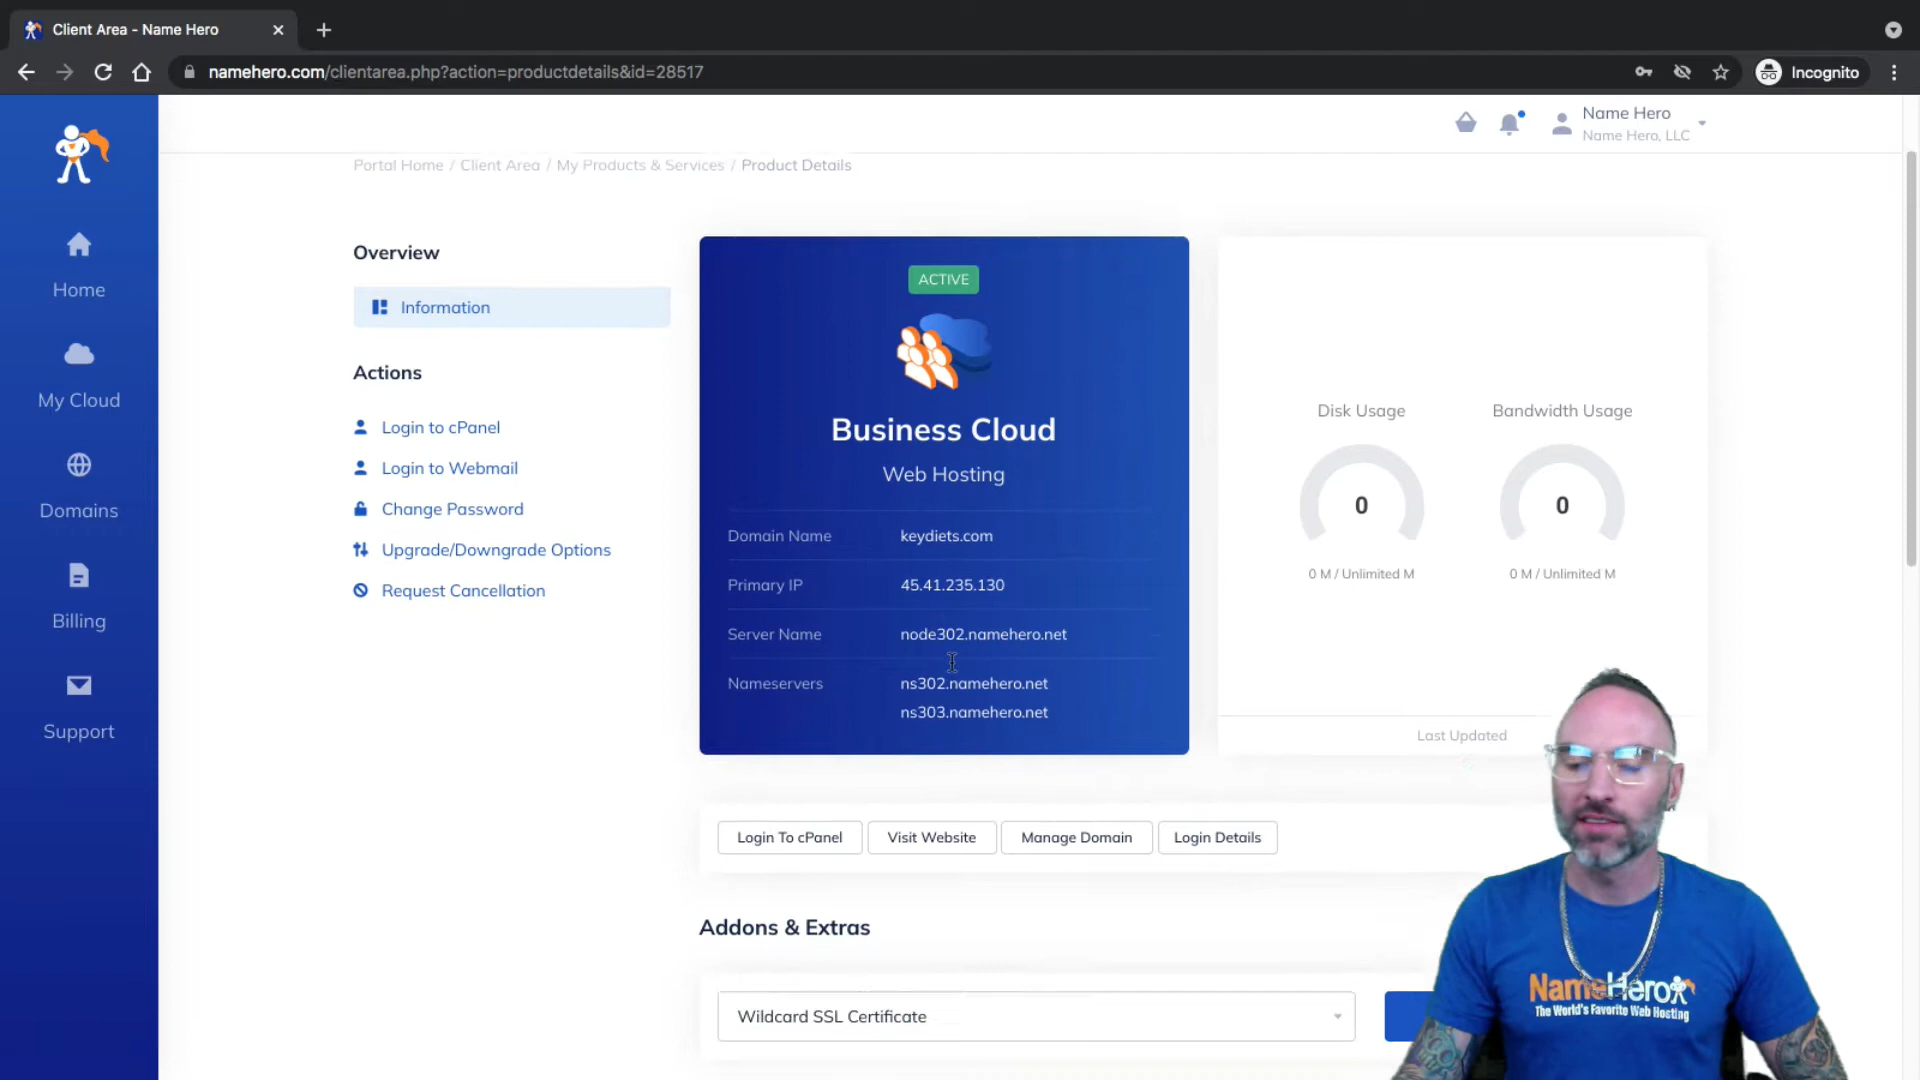 Client Area - Name Hero
namehero.com/clientarea.php?action=productdetails&id=28517
Incognito
Name Hero
Name Hero, LLC
Portal Home / Client Area / My Products & Services / Product Details
Home
My Cloud
Domains
Billing
Support
Overview
Information
Actions
Login to cPanel
Login to Webmail
Change Password
Upgrade/Downgrade Options
Request Cancellation
ACTIVE
Business Cloud
Web Hosting
Domain Name keydiets.com
Primary IP 45.41.235.130
Server Name node302.namehero.net
Nameservers ns302.namehero.net
ns303.namehero.net
Disk Usage
0
0 M / Unlimited M
Bandwidth Usage
0
0 M / Unlimited M
Last Updated
Login To cPanel
Visit Website
Manage Domain
Login Details
Addons & Extras
Wildcard SSL Certificate
NameHero
The World's Favorite Web Hosting